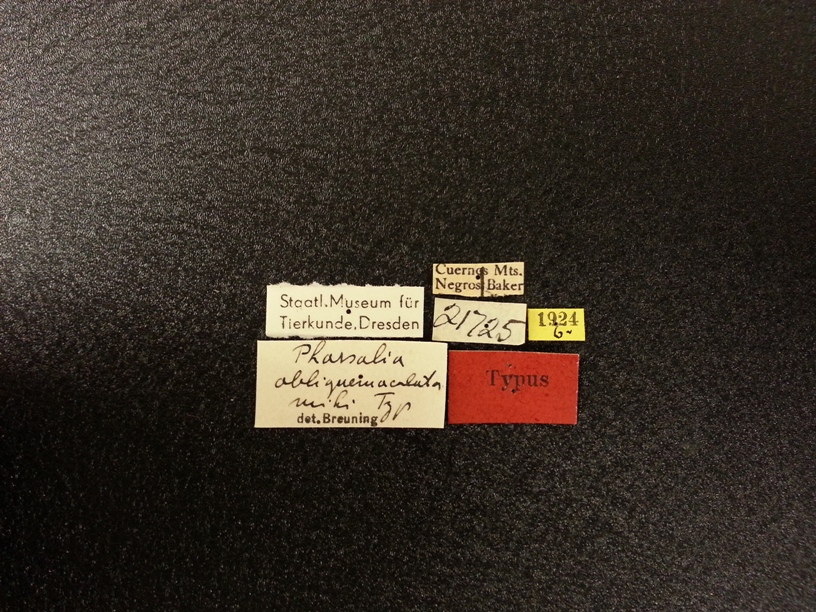 Cuernos Mts.
Negros Baker
Staatl. Museum für
Tierkunde, Dresden
21725
1924
6-
Pharsalia
obliquemaculata
mihi Typ
det. Breuning
Typus